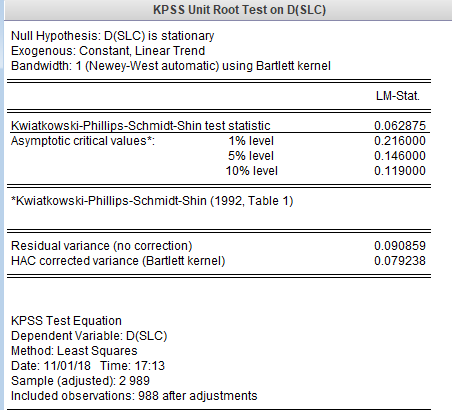 KPSS Unit Root Test on D(SLC)
Null Hypothesis: D(SLC) is stationary
Exogenous: Constant, Linear Trend
Bandwidth: 1 (Newey-West automatic) using Bartlett kernel
LM-Stat.
Kwiatkowski-Phillips-Schmidt-Shin test statistic 0.062875
Asymptotic critical values*: 1% level 0.216000
5% level 0.146000
10% level 0.119000
*Kwiatkowski-Phillips-Schmidt-Shin (1992, Table 1)
Residual variance (no correction) 0.090859
HAC corrected variance (Bartlett kernel) 0.079238
KPSS Test Equation
Dependent Variable: D(SLC)
Method: Least Squares
Date: 11/01/18 Time: 17:13
Sample (adjusted): 2 989
Included observations: 988 after adjustments